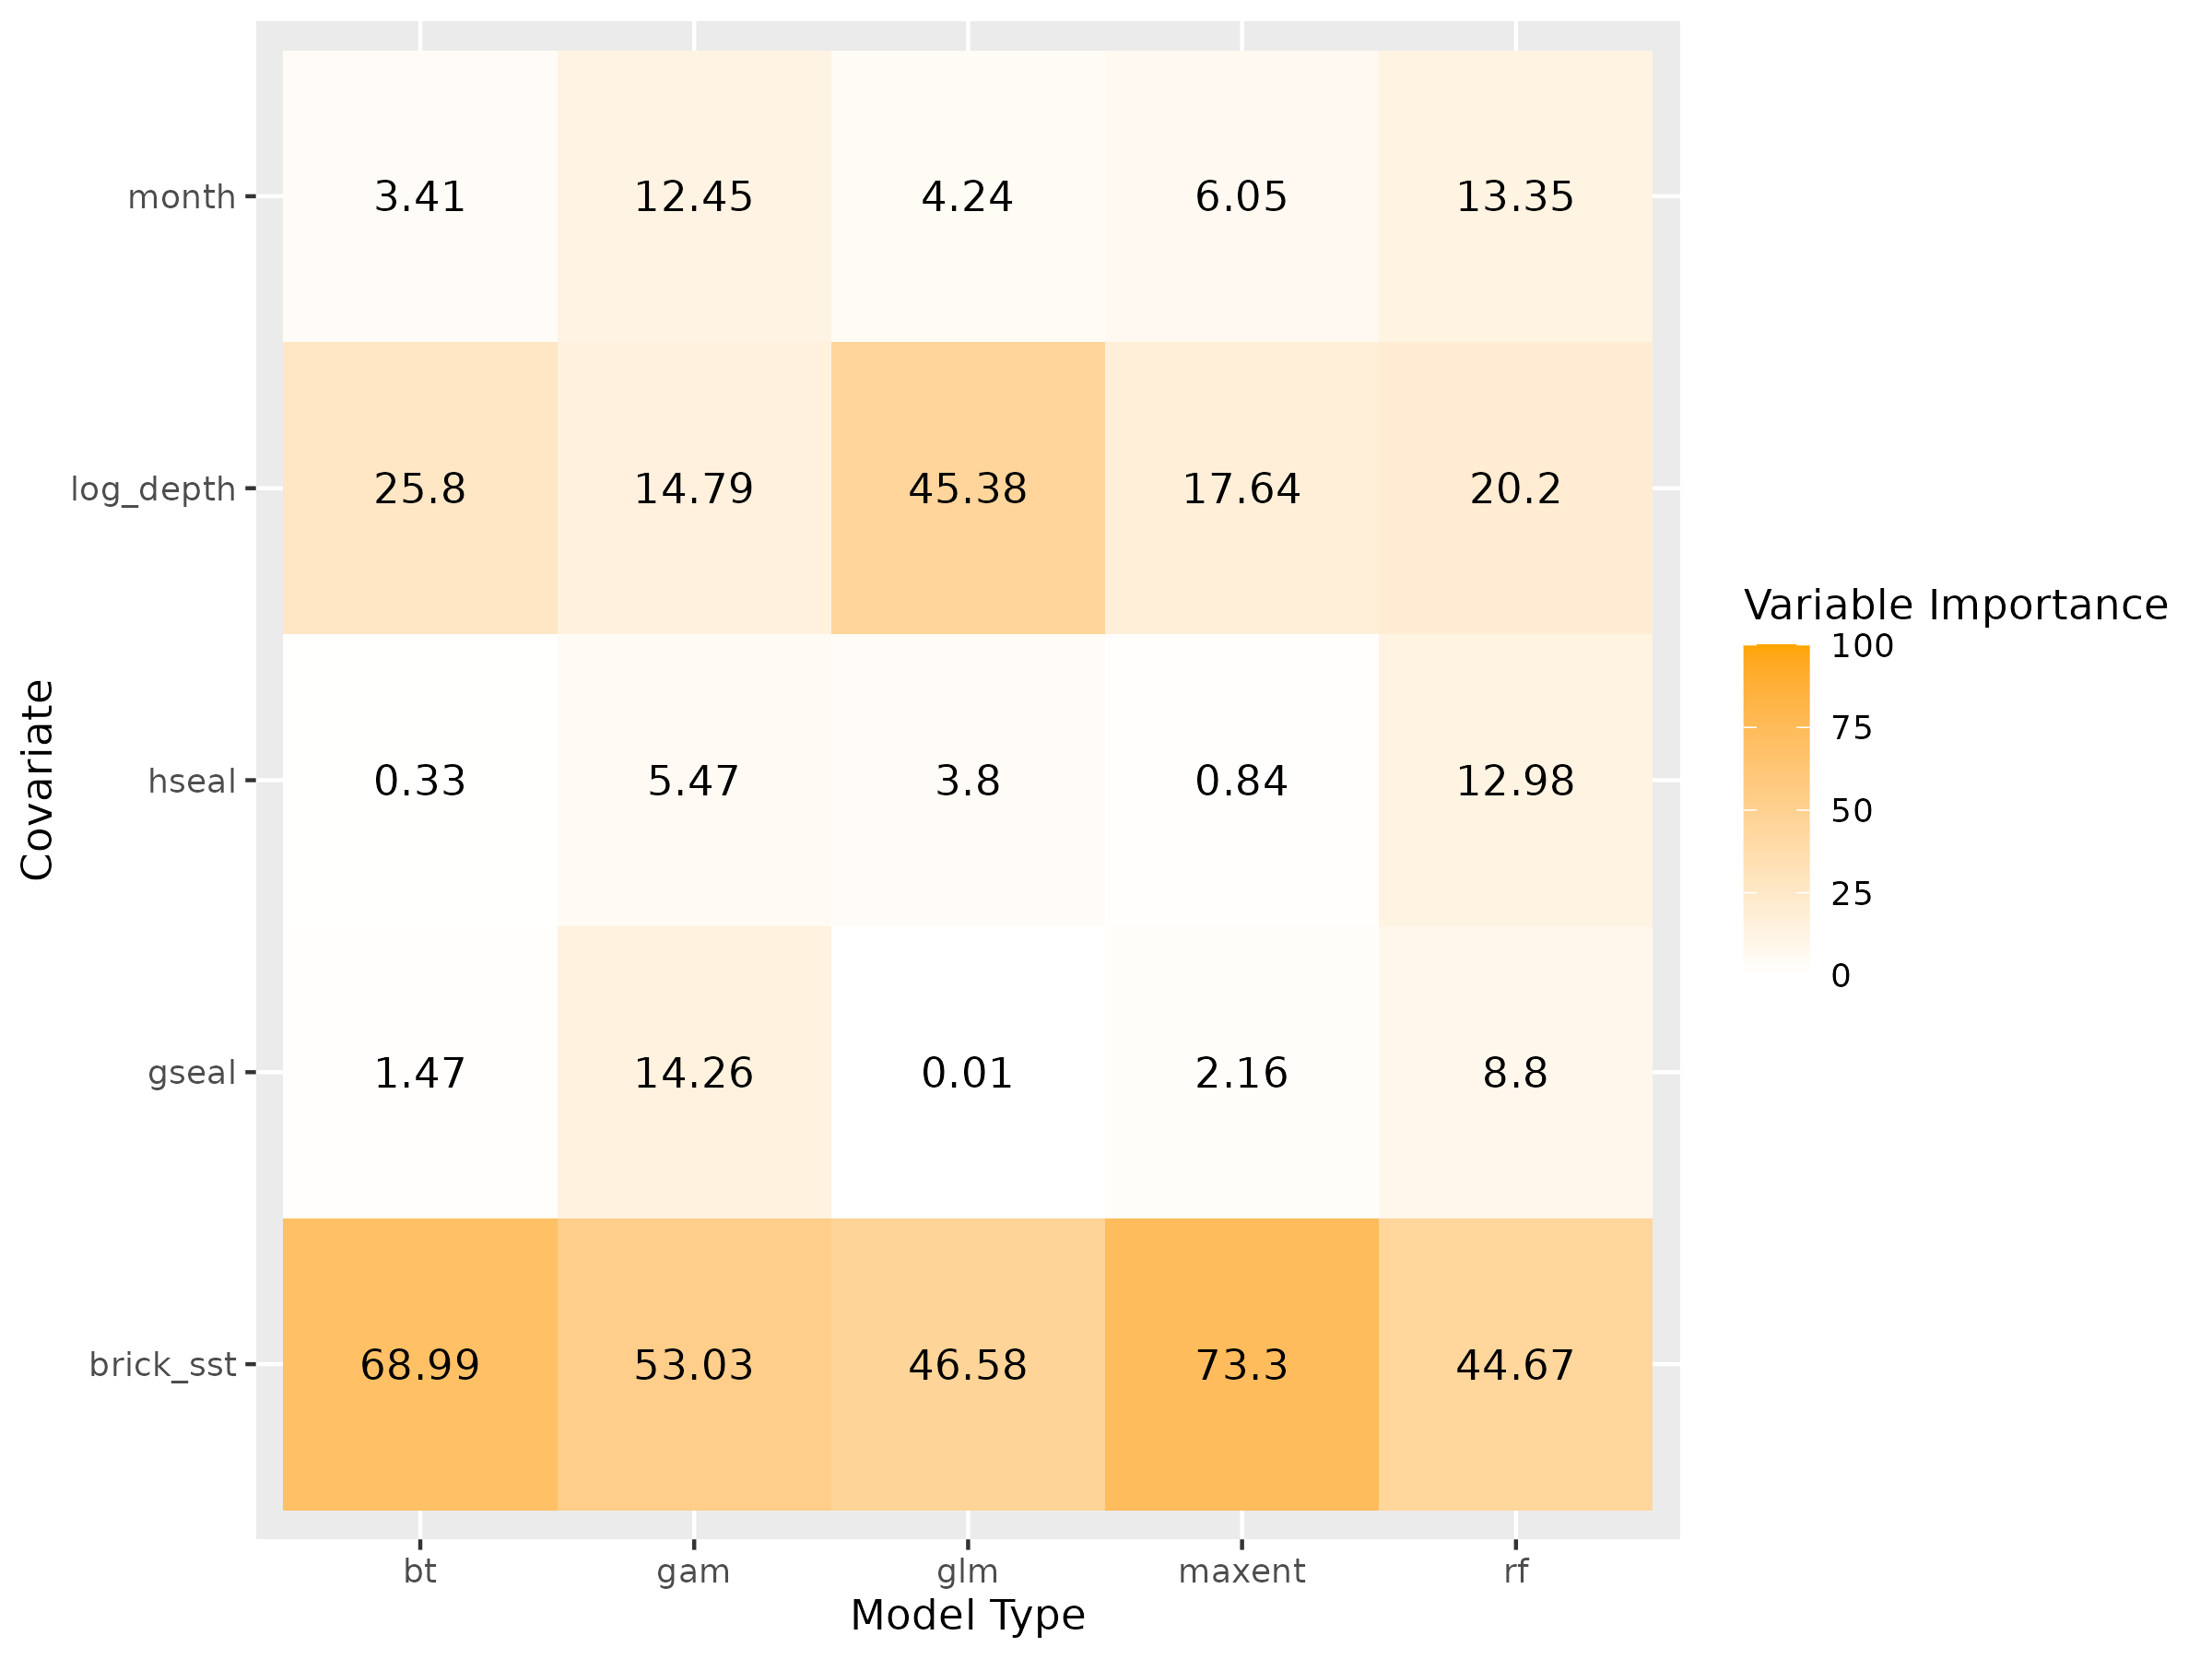 month 3.41 12.45 4.24 6.05 13.35
log_depth 25.8 14.79 45.38 17.64 20.2
hseal 0.33 5.47 3.8 0.84 12.98
gseal 1.47 14.26 0.01 2.16 8.8
brick_sst 68.99 53.03 46.58 73.3 44.67
bt gam glm maxent rf
Model Type
Covariate
Variable Importance
100
75
50
25
0